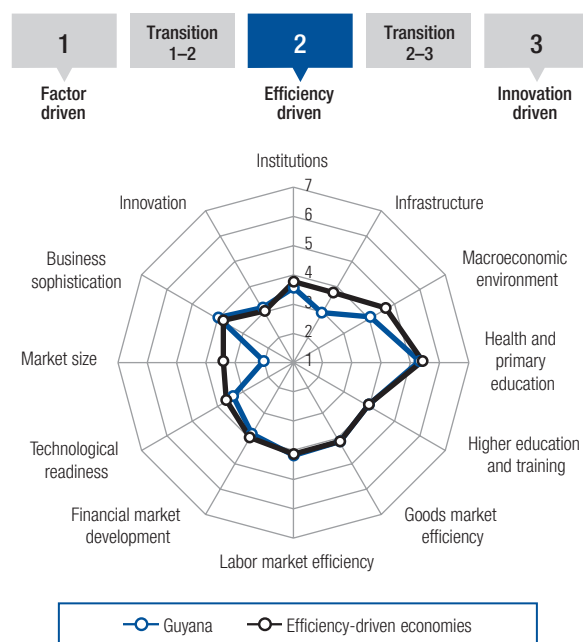 1
Transition
1–2
2
Transition
2–3
3
Factor
driven
Efficiency
driven
Innovation
driven
Institutions
Infrastructure
Macroeconomic
environment
Health and
primary
education
Higher education
and training
Goods market
efficiency
Labor market efficiency
Financial market
development
Technological
readiness
Market size
Business
sophistication
Innovation
7
6
5
4
3
2
1
Guyana
Efficiency-driven economies